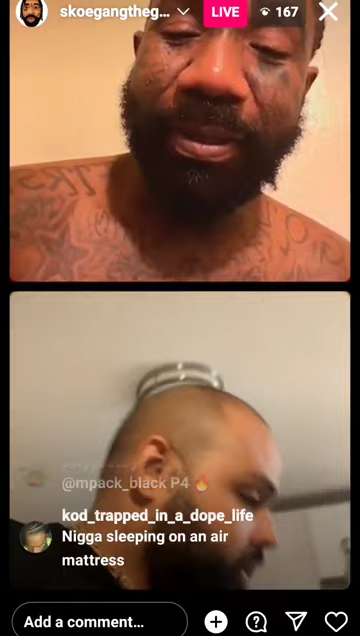 skoegangtheg...
LIVE
167
@mpack_black P4 🔥
kod_trapped_in_a_dope_life
Nigga sleeping on an air
mattress
Add a comment...